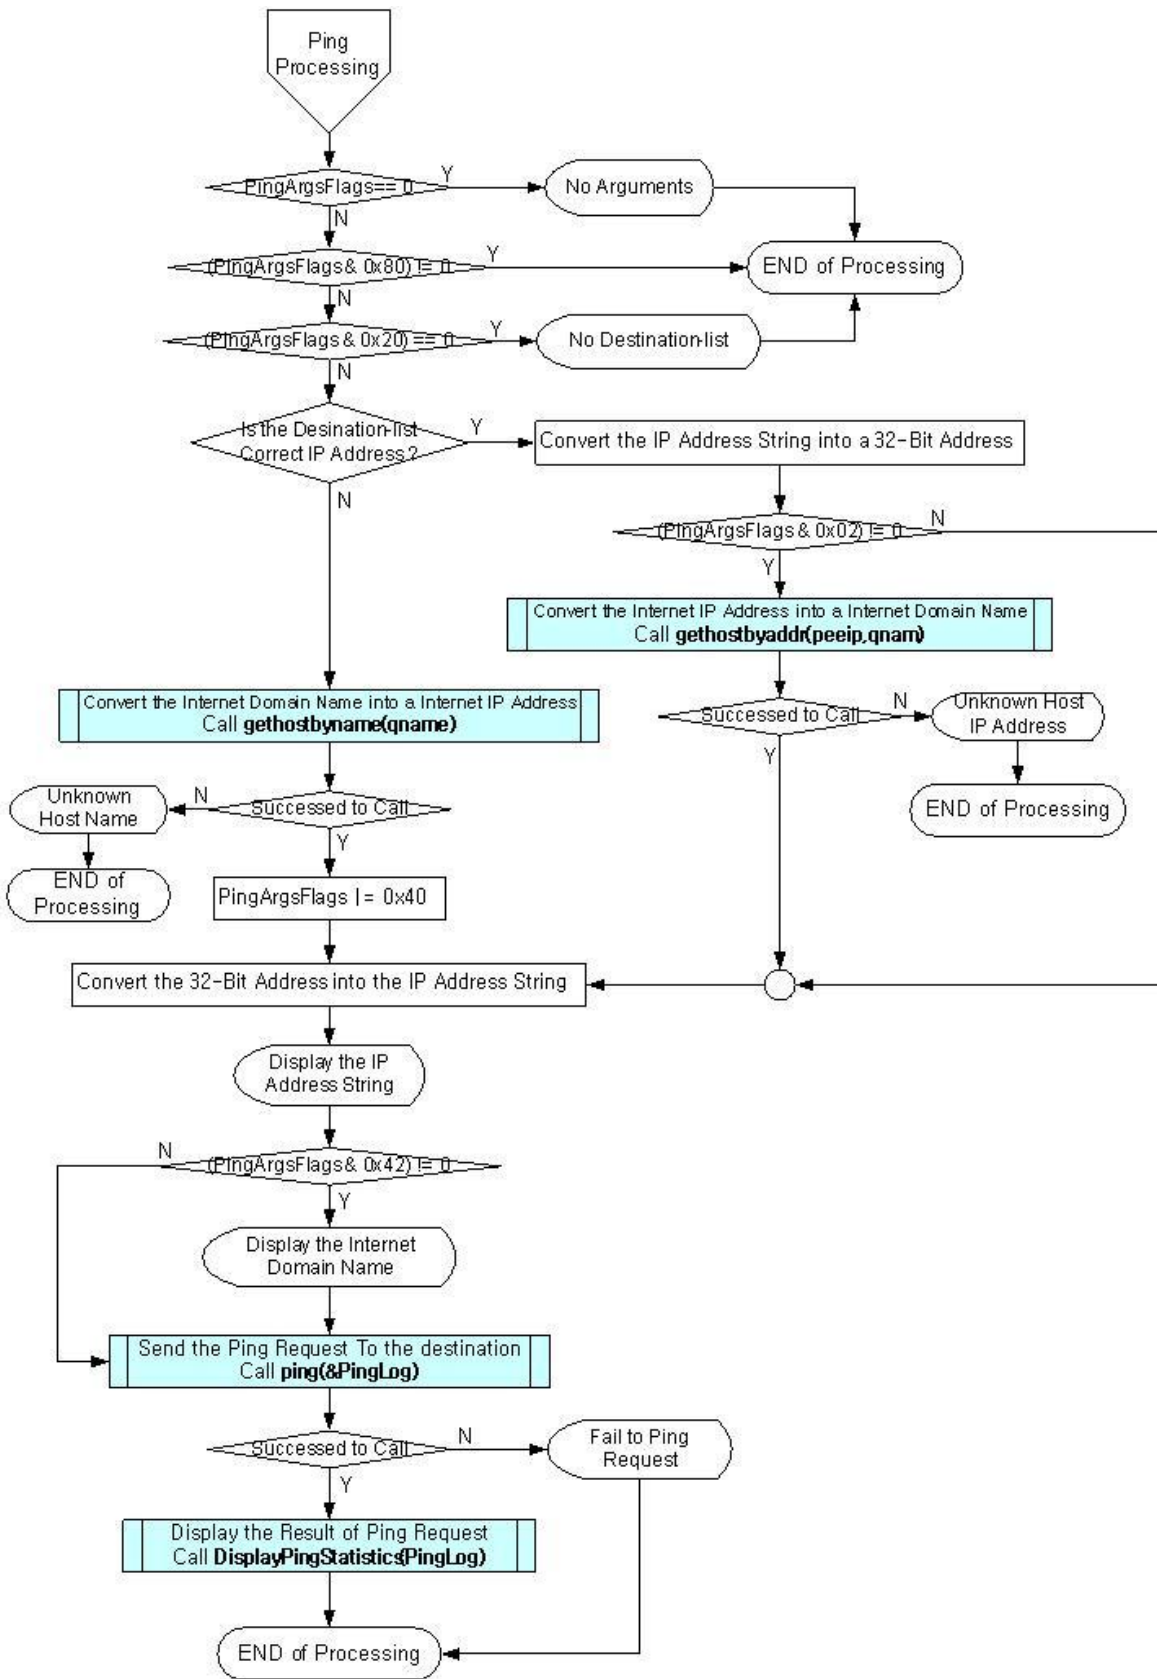 Ping
Processing
PingArgsFlags== 0
Y
No Arguments
N
(PingArgsFlags & 0x80) != 0
Y
END of Processing
N
(PingArgsFlags & 0x20) == 0
Y
No Destination-list
N
Is the Desination-list
Correct IP Address?
Y
Convert the IP Address String into a 32-Bit Address
N
(PingArgsFlags & 0x02) != 0
N
Y
Convert the Internet IP Address into a Internet Domain Name
Call gethostbyaddr(peeip,qnam)
Convert the Internet Domain Name into a Internet IP Address
Call gethostbyname(qname)
Successed to Call
N
Unknown Host
IP Address
Y
END of Processing
Unknown
Host Name
N
Successed to Call
Y
END of
Processing
PingArgsFlags |= 0x40
Convert the 32-Bit Address into the IP Address String
Display the IP
Address String
N
(PingArgsFlags & 0x42) != 0
Y
Display the Internet
Domain Name
Send the Ping Request To the destination
Call ping(&PingLog)
Successed to Call
N
Fail to Ping
Request
Y
Display the Result of Ping Request
Call DisplayPingStatistics(PingLog)
END of Processing